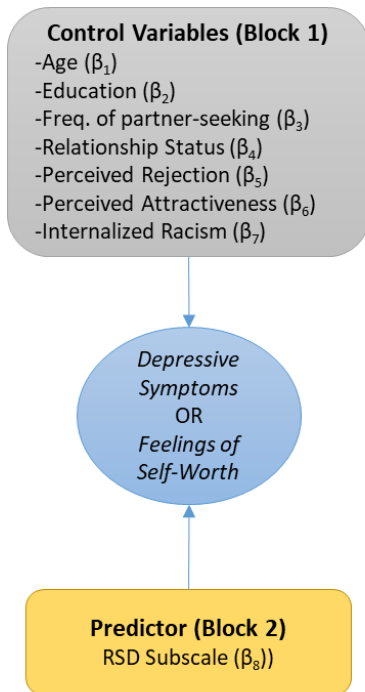 Control Variables (Block 1)
-Age (β₁)
-Education (β₂)
-Freq. of partner-seeking (β₃)
-Relationship Status (β₄)
-Perceived Rejection (β₅)
-Perceived Attractiveness (β₆)
-Internalized Racism (β₇)
Depressive
Symptoms
OR
Feelings of
Self-Worth
Predictor (Block 2)
RSD Subscale (β₈))